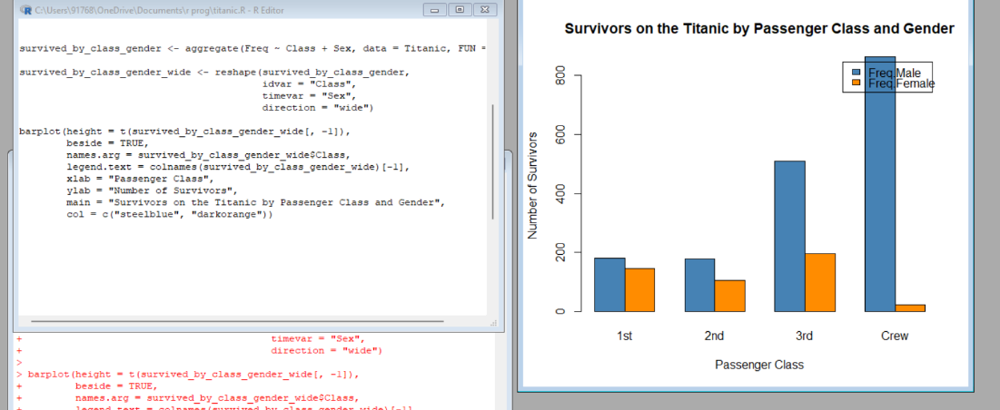 C:\Users\91768\OneDrive\Documents\r prog\titanic.R - R Editor
survived_by_class_gender <- aggregate(Freq ~ Class + Sex, data = Titanic, FUN =
survived_by_class_gender_wide <- reshape(survived_by_class_gender,
idvar = "Class",
timevar = "Sex",
direction = "wide")
barplot(height = t(survived_by_class_gender_wide[, -1]),
beside = TRUE,
names.arg = survived_by_class_gender_wide$Class,
legend.text = colnames(survived_by_class_gender_wide)[-1],
xlab = "Passenger Class",
ylab = "Number of Survivors",
main = "Survivors on the Titanic by Passenger Class and Gender",
col = c("steelblue", "darkorange"))
+ timevar = "Sex",
+ direction = "wide")
>
> barplot(height = t(survived_by_class_gender_wide[, -1]),
+ beside = TRUE,
+ names.arg = survived_by_class_gender_wide$Class,
+ legend.text = colnames(survived_by_class_gender_wide)[-1]
Survivors on the Titanic by Passenger Class and Gender
Freq.Male
Freq.Female
Number of Survivors
800
600
400
200
0
1st 2nd 3rd Crew
Passenger Class